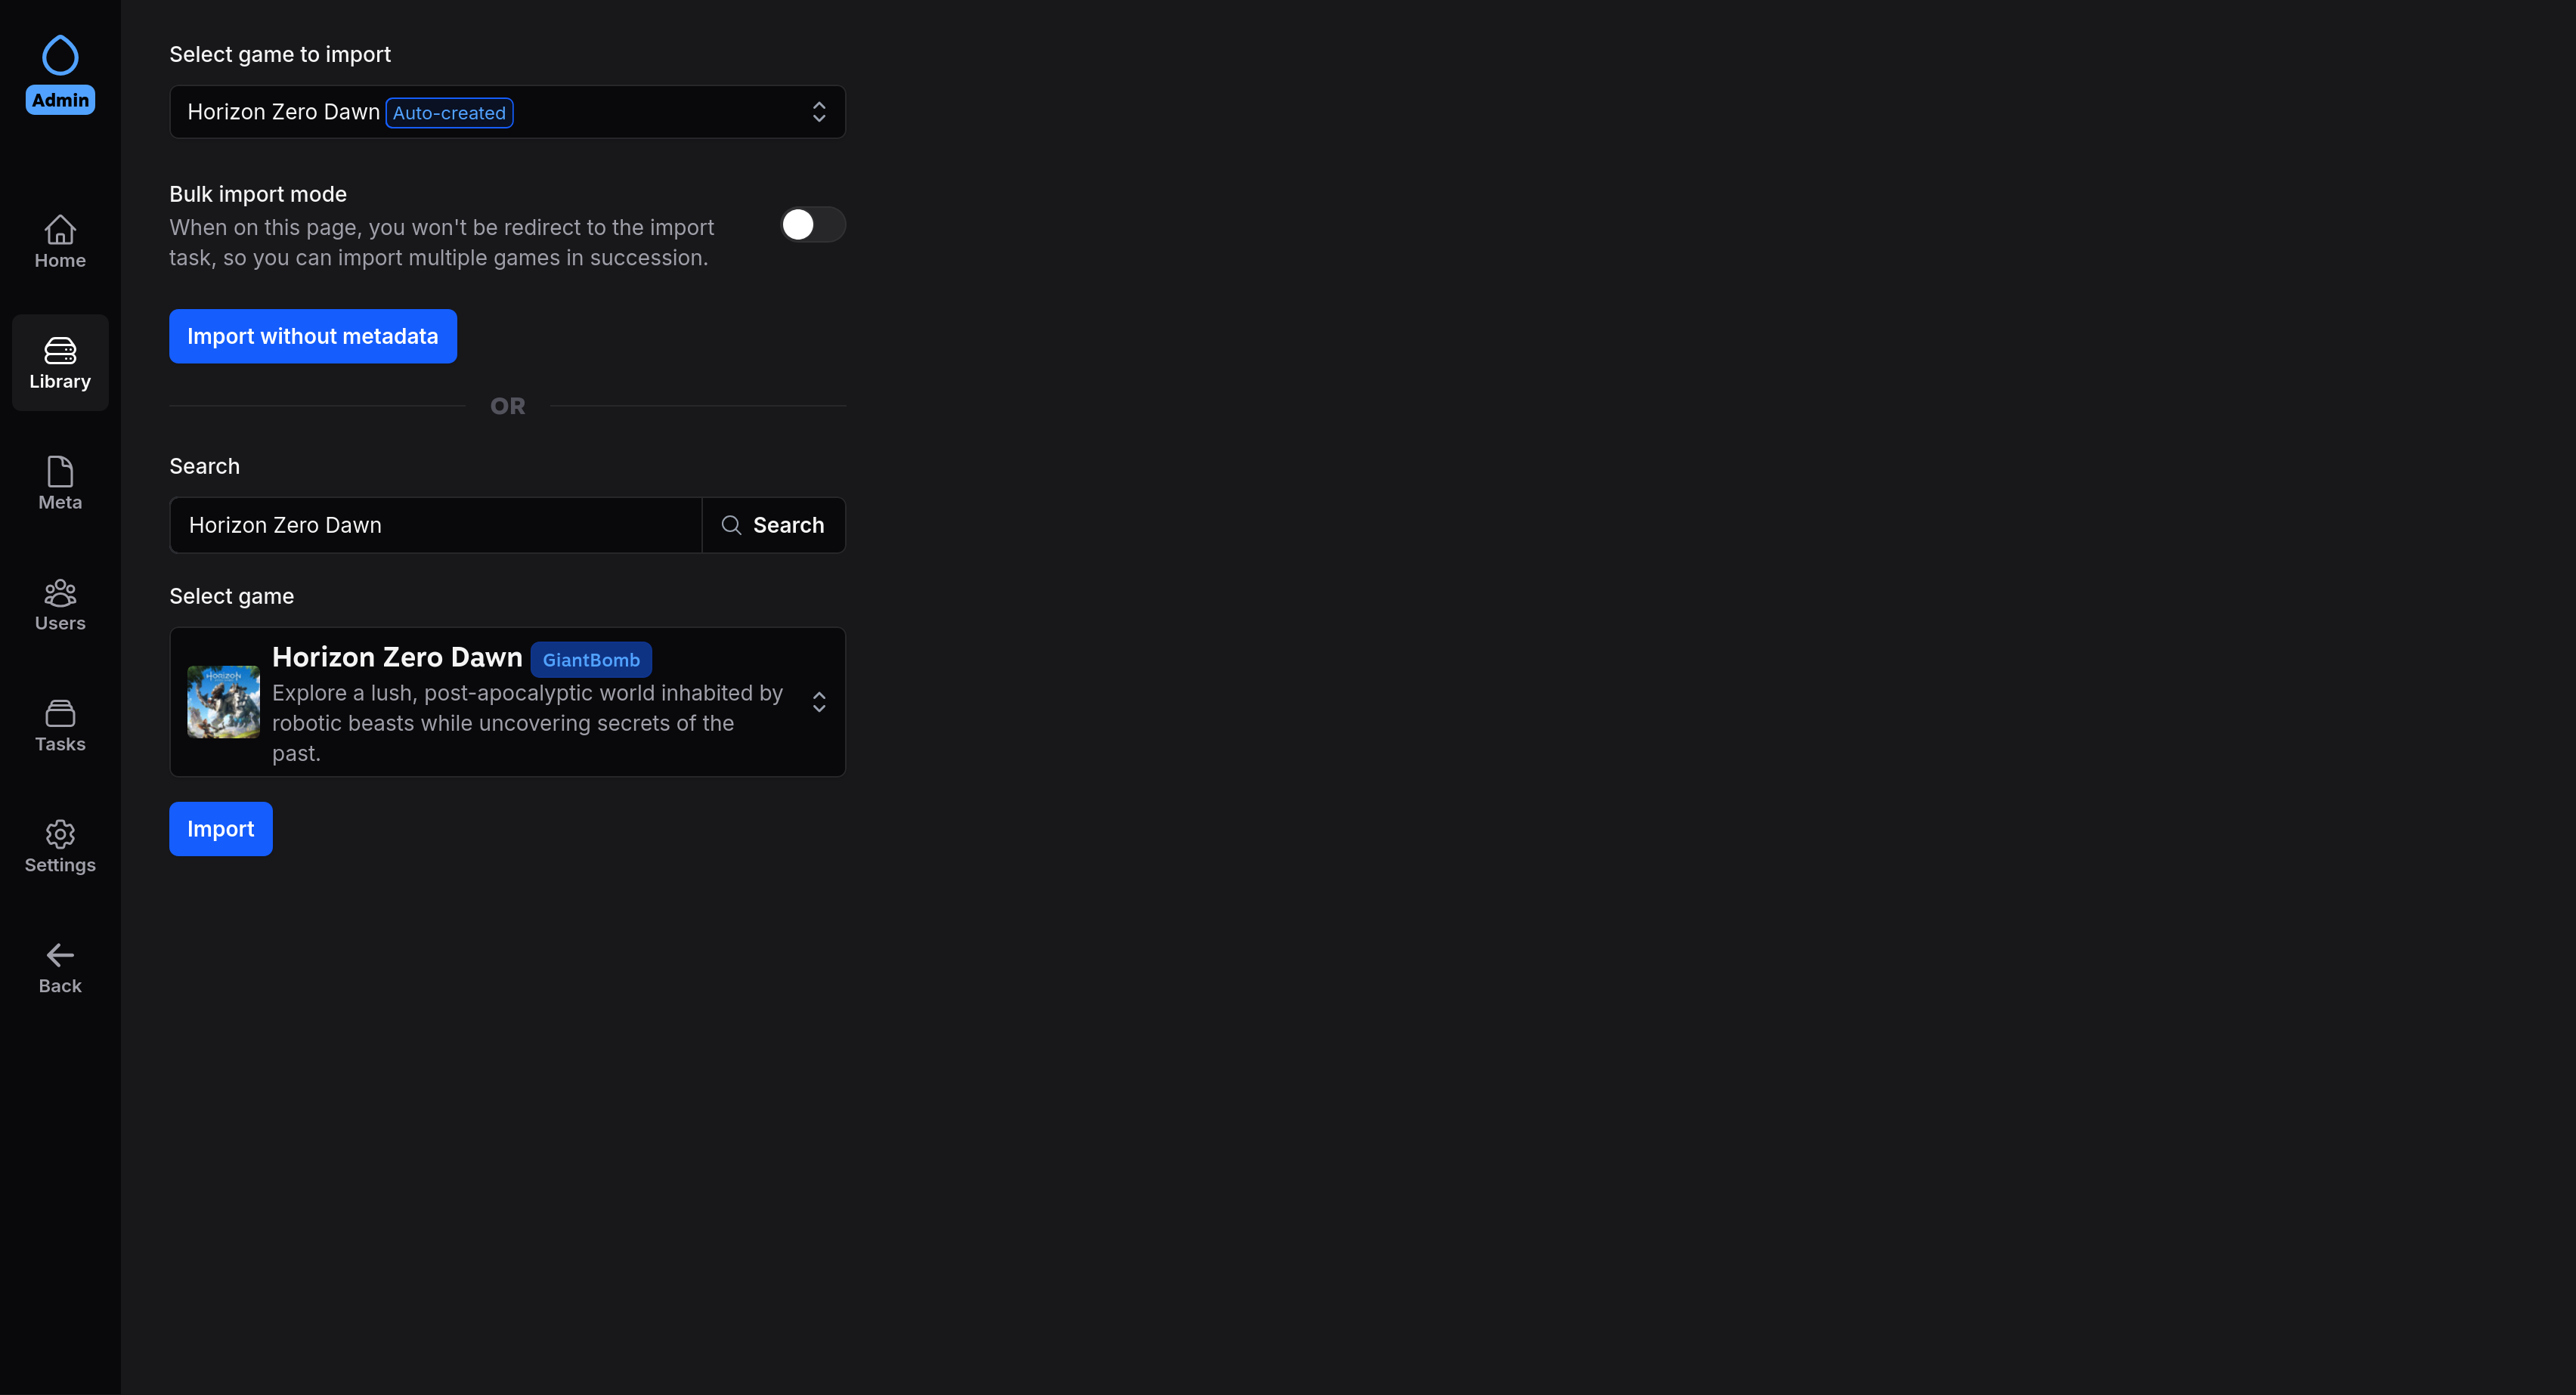 Admin
Home
Library
Meta
Users
Tasks
Settings
Back
Select game to import
Horizon Zero Dawn Auto-created
Bulk import mode
When on this page, you won't be redirect to the import
task, so you can import multiple games in succession.
Import without metadata
OR
Search
Horizon Zero Dawn
Search
Select game
HORIZON
Horizon Zero Dawn GiantBomb
Explore a lush, post-apocalyptic world inhabited by
robotic beasts while uncovering secrets of the
past.
Import